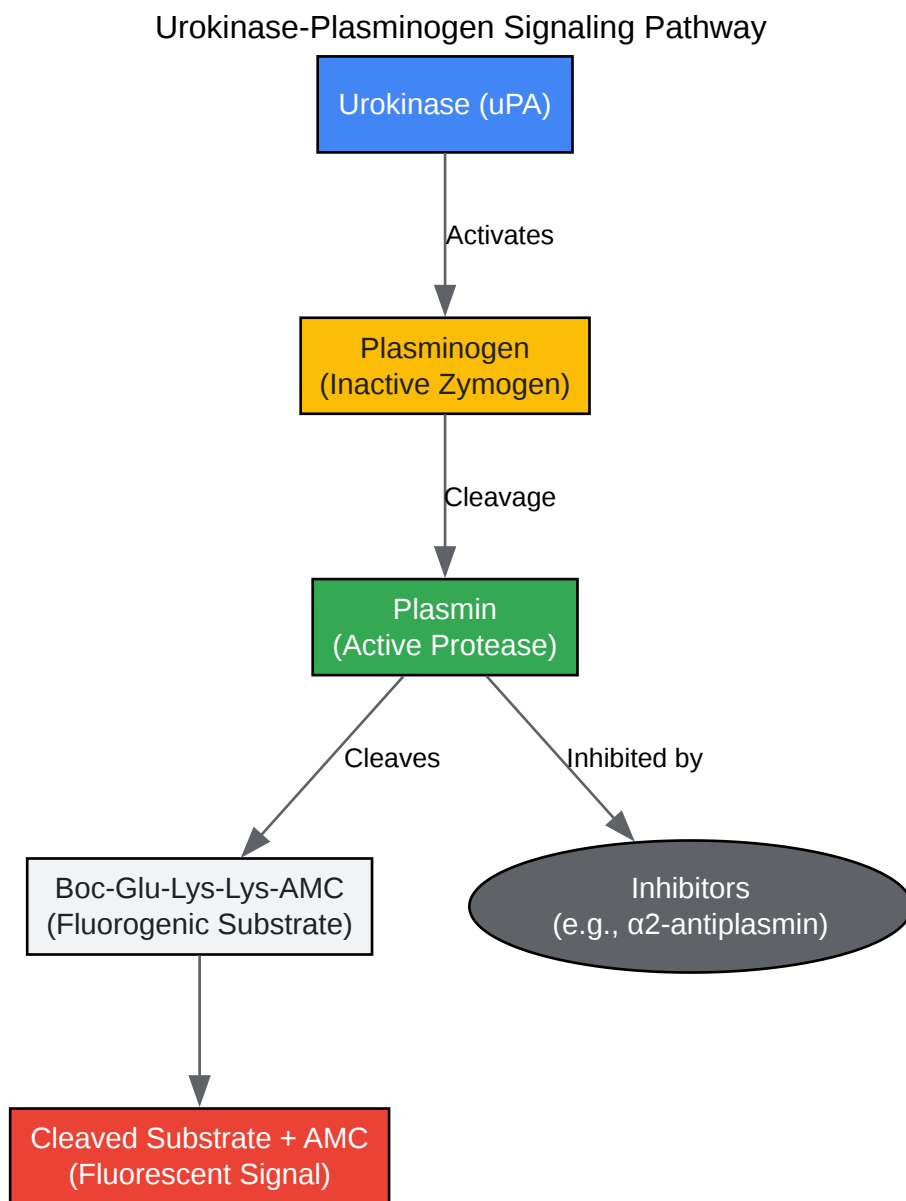 Urokinase-Plasminogen Signaling Pathway
Urokinase (uPA)
Activates
Plasminogen
(Inactive Zymogen)
Cleavage
Plasmin
(Active Protease)
Cleaves
Inhibited by
Boc-Glu-Lys-Lys-AMC
(Fluorogenic Substrate)
Inhibitors
(e.g., α2-antiplasmin)
Cleaved Substrate + AMC
(Fluorescent Signal)